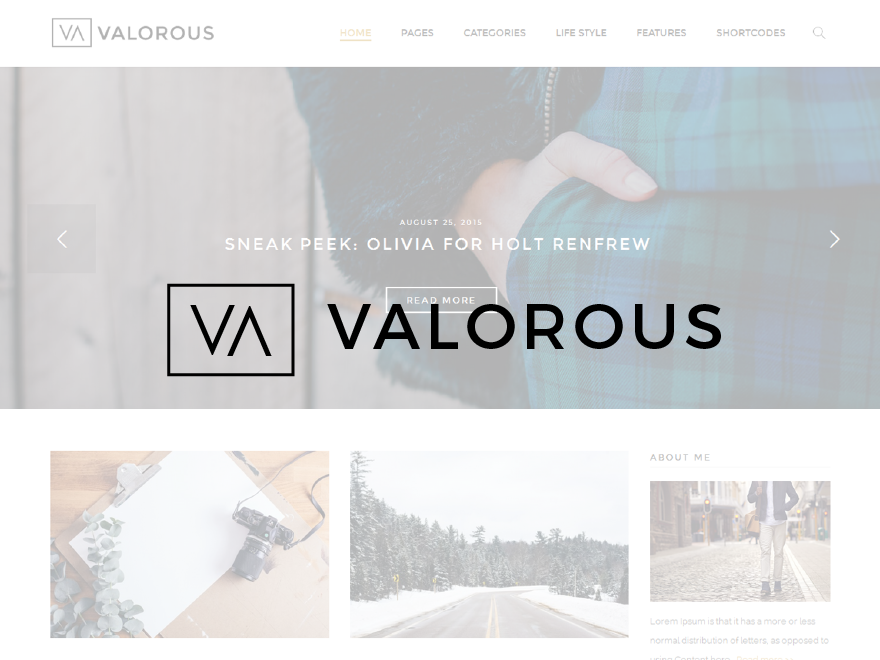 VA VALOROUS
HOME PAGES CATEGORIES LIFE STYLE FEATURES SHORTCODES
AUGUST 25, 2015
SNEAK PEEK: OLIVIA FOR HOLT RENFREW
READ MORE
VA VALOROUS
ABOUT ME
Lorem Ipsum is that it has a more or less
normal distribution of letters, as opposed to
using Content here. Read more